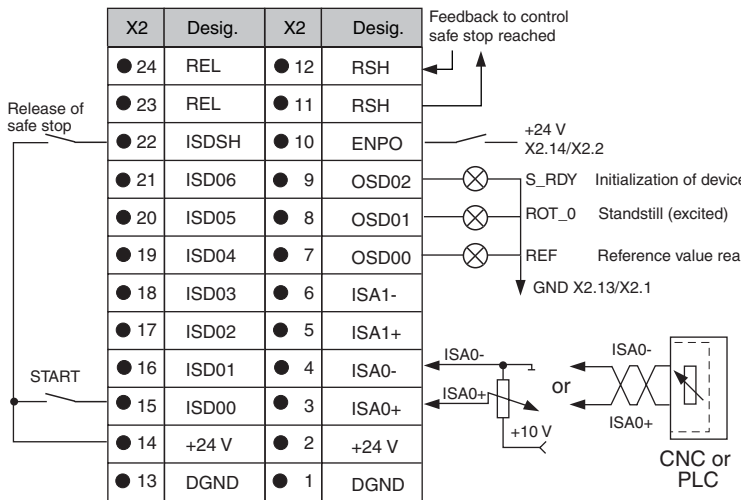 X2 Desig. X2 Desig.
Feedback to control
safe stop reached
24 REL 12 RSH
23 REL 11 RSH
Release of
safe stop
22 ISDSH 10 ENPO
+24 V
X2.14/X2.2
21 ISD06 9 OSD02
S_RDY Initialization of device
20 ISD05 8 OSD01
ROT_0 Standstill (excited)
19 ISD04 7 OSD00
REF Reference value rea
18 ISD03 6 ISA1-
GND X2.13/X2.1
17 ISD02 5 ISA1+
16 ISD01 4 ISA0-
ISA0-
ISA0-
START
or
15 ISD00 3 ISA0+
ISA0+
ISA0+
+10 V
14 +24 V 2 +24 V
13 DGND 1 DGND
CNC or
PLC